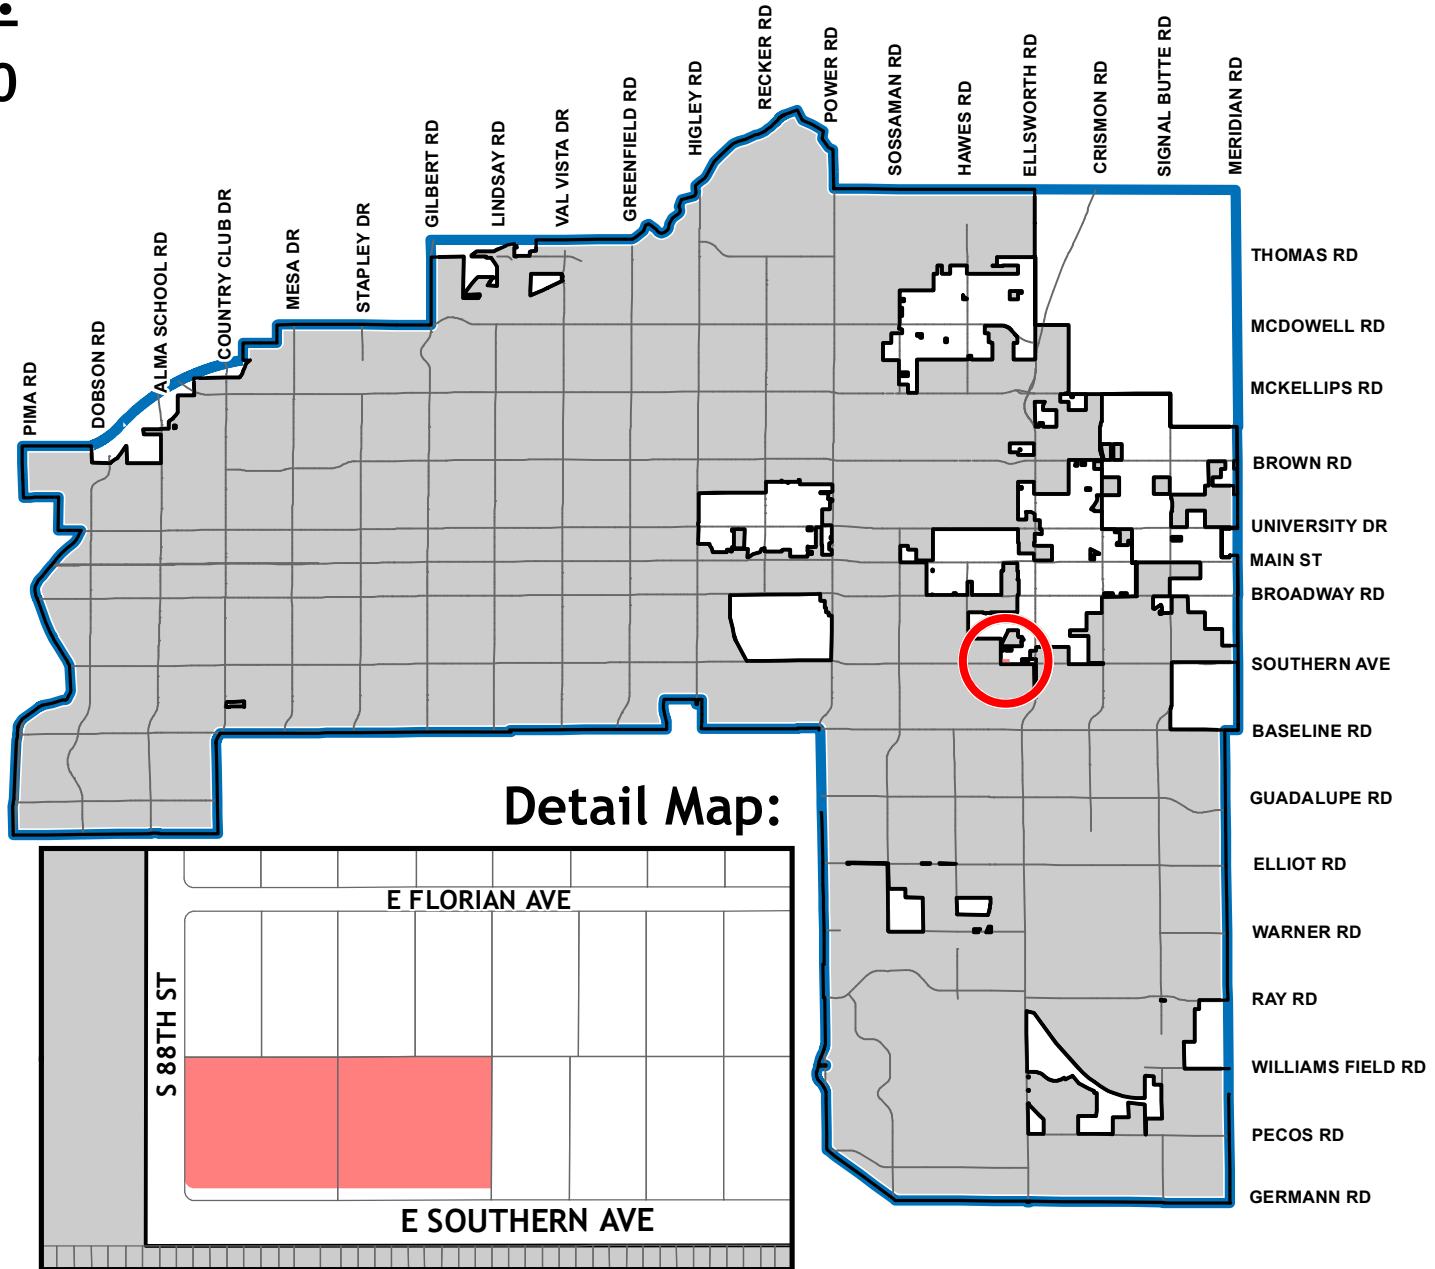 0
PIMA RD
DOBSON RD
ALMA SCHOOL RD
COUNTRY CLUB DR
MESA DR
STAPLEY DR
GILBERT RD
LINDSAY RD
VAL VISTA DR
GREENFIELD RD
HIGLEY RD
RECKER RD
POWER RD
SOSSAMAN RD
HAWES RD
ELLSWORTH RD
CRISMON RD
SIGNAL BUTTE RD
MERIDIAN RD
THOMAS RD
MCDOWELL RD
MCKELLIPS RD
BROWN RD
UNIVERSITY DR
MAIN ST
BROADWAY RD
SOUTHERN AVE
BASELINE RD
GUADALUPE RD
ELLIOT RD
WARNER RD
RAY RD
WILLIAMS FIELD RD
PECOS RD
GERMANN RD
Detail Map:
E FLORIAN AVE
S 88TH ST
E SOUTHERN AVE